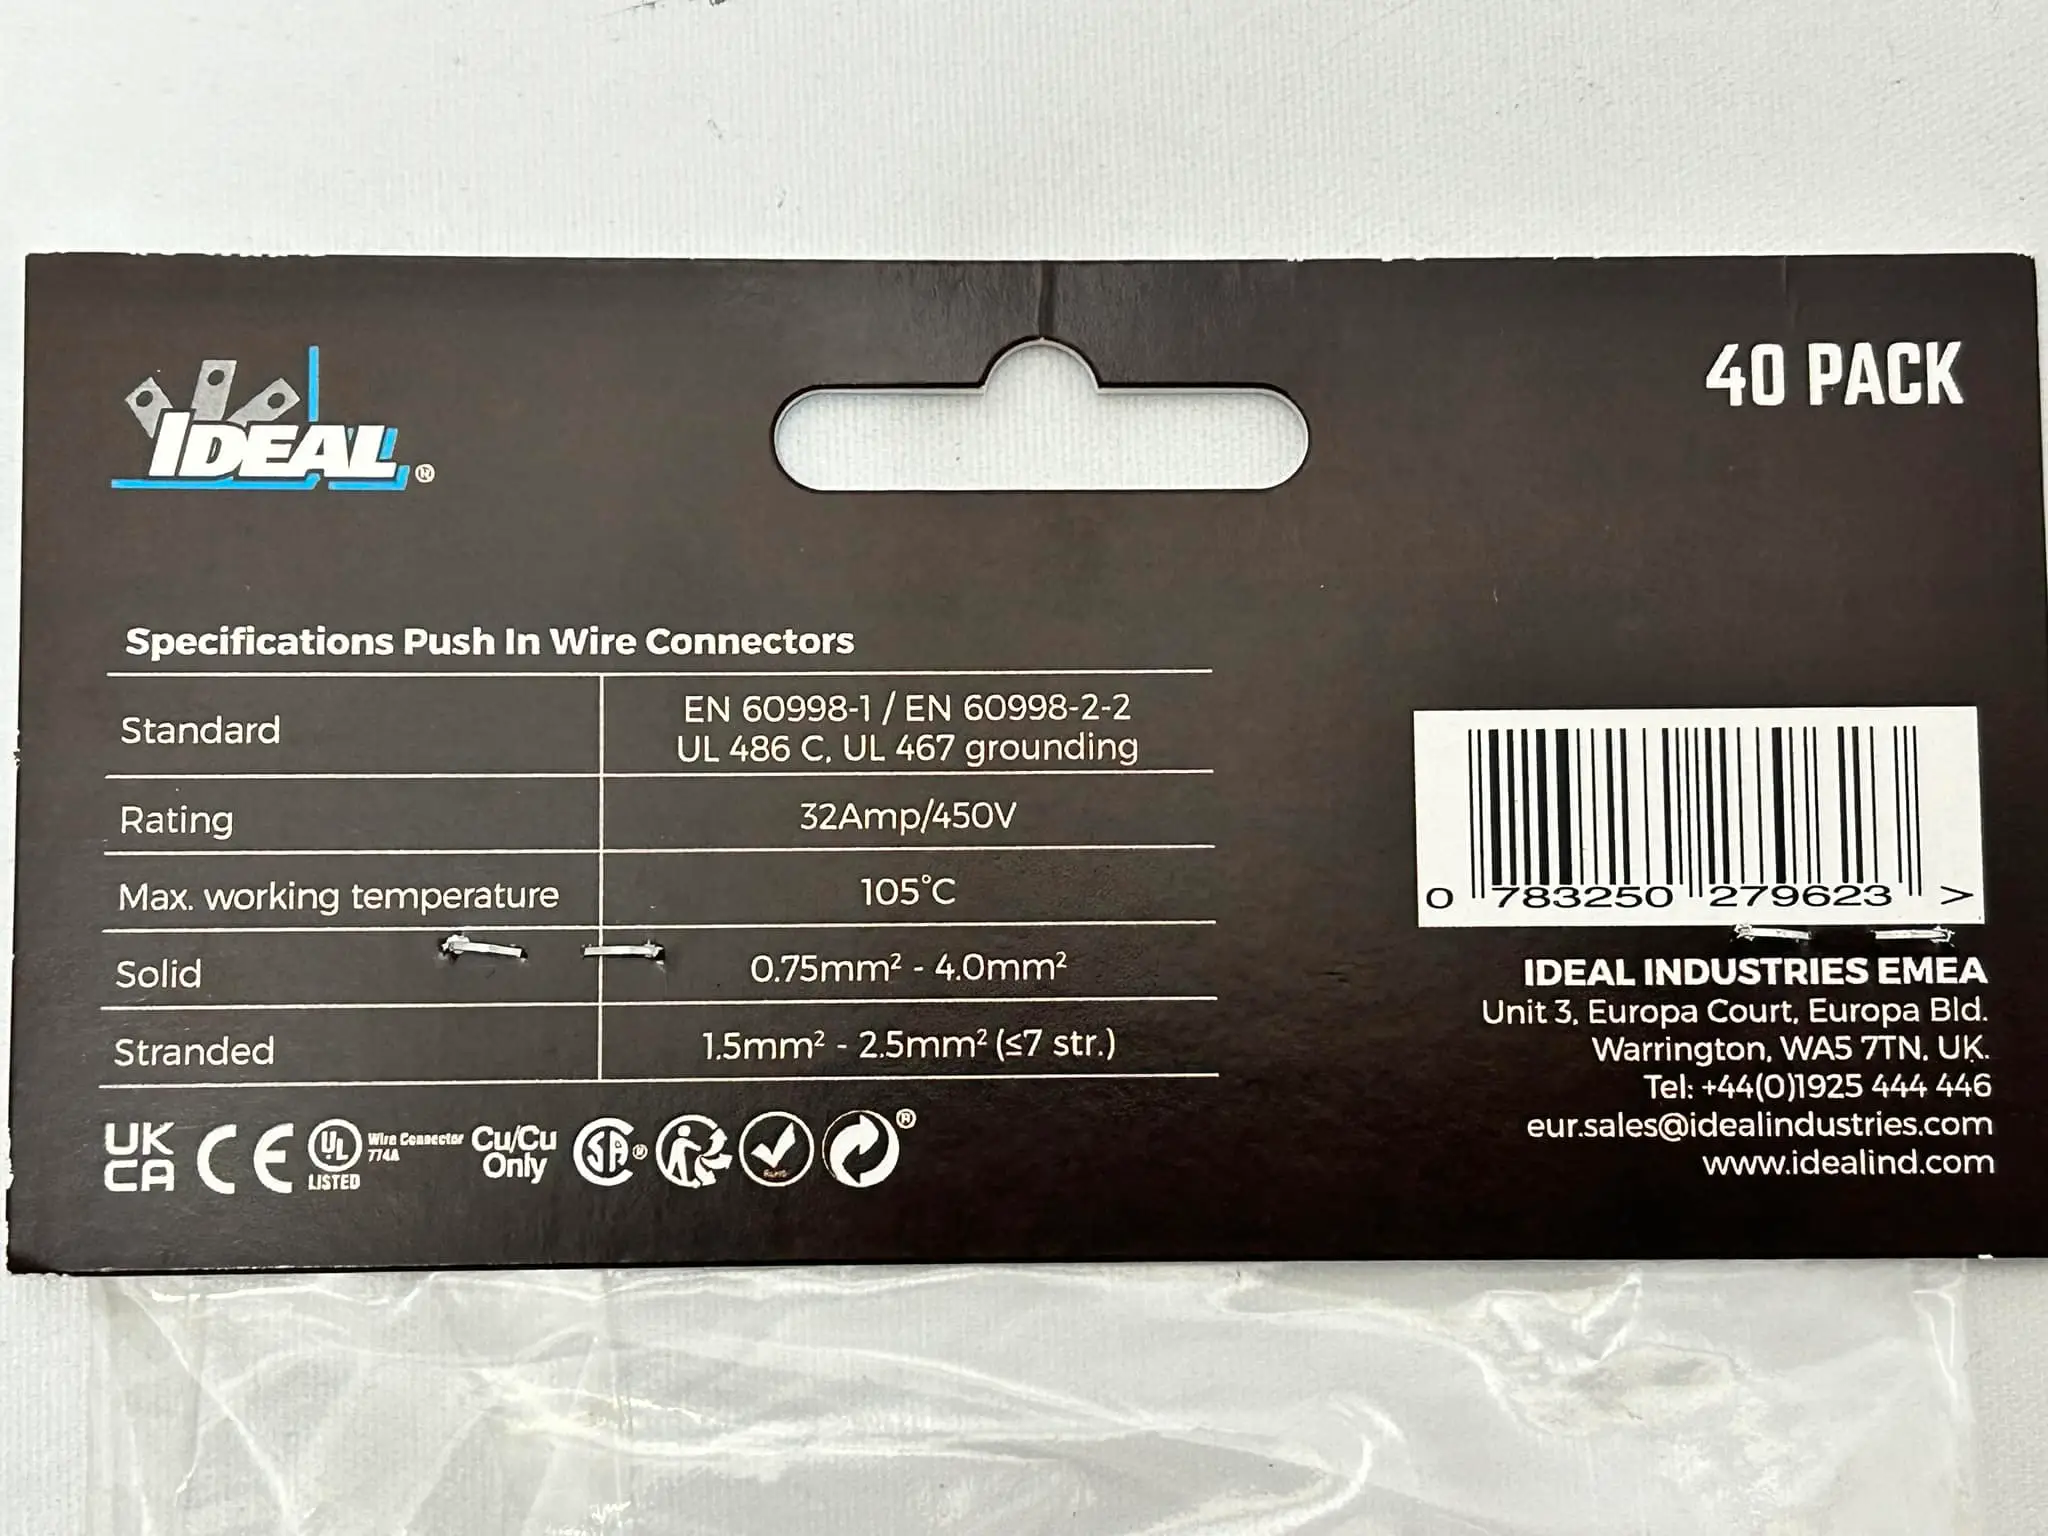 IDEAL®
40 PACK
Specifications Push In Wire Connectors
Standard
EN 60998-1 / EN 60998-2-2
UL 486 C, UL 467 grounding
Rating
32Amp/450V
Max. working temperature
105°C
Solid
0.75mm² - 4.0mm²
Stranded
1.5mm² - 2.5mm² (≤7 str.)
UK
CA
CE
UL
LISTED
Wire Connector
774A
Cu/Cu
Only
SA®
RoHS
®
0 783250 279623 >
IDEAL INDUSTRIES EMEA
Unit 3, Europa Court, Europa Bld.
Warrington, WA5 7TN, UK.
Tel: +44(0)1925 444 446
eur.sales@idealindustries.com
www.idealind.com